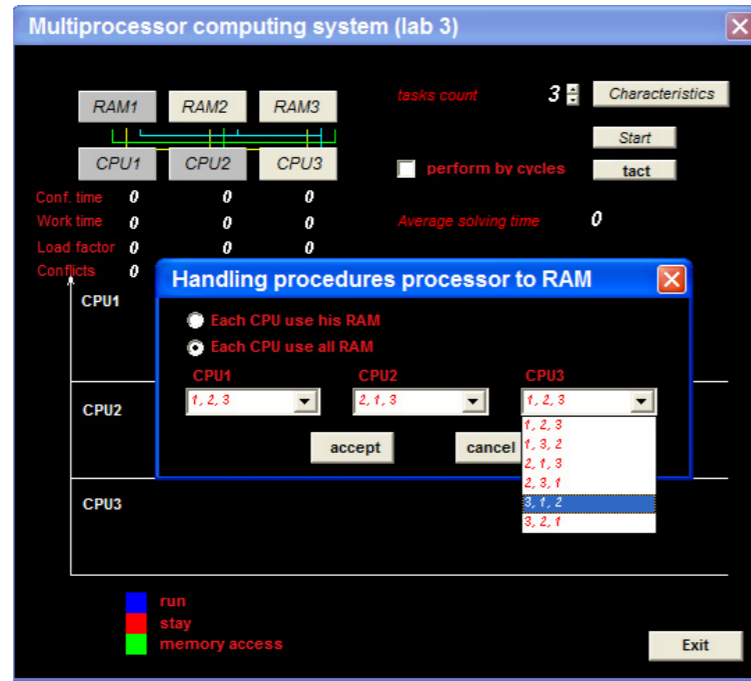 Multiprocessor computing system (lab 3)
RAM1 RAM2 RAM3
tasks count 3 Characteristics
Start
CPU1 CPU2 CPU3
perform by cycles tact
Conf. time 0 0 0
Work time 0 0 0
Average solving time 0
Load factor 0 0 0
Conflicts 0
Handling procedures processor to RAM
CPU1
Each CPU use his RAM
Each CPU use all RAM
CPU1 CPU2 CPU3
1, 2, 3 2, 1, 3 1, 2, 3
CPU2
1, 2, 3
1, 3, 2
2, 1, 3
2, 3, 1
3, 1, 2
3, 2, 1
accept cancel
CPU3
run
stay
memory access
Exit